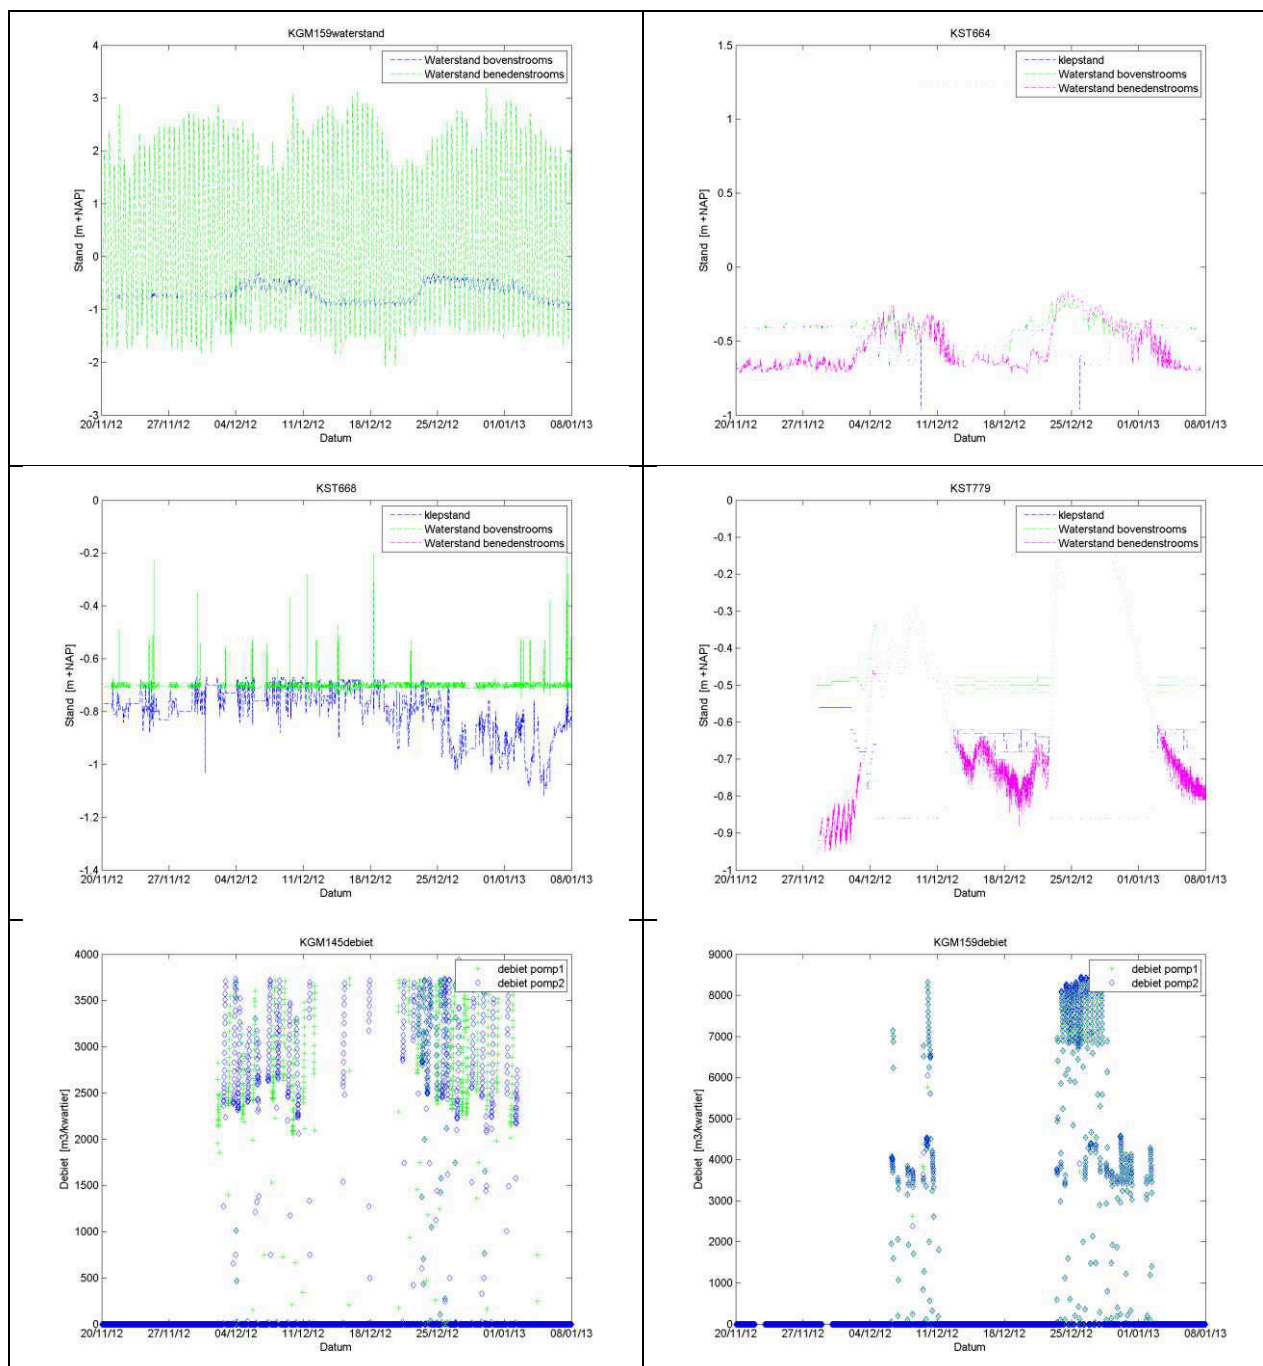 KGM159waterstand
4
Waterstand bovenstrooms
Waterstand benedenstrooms
3
2
1
0
-1
-2
-3
Stand [m +NAP]
20/11/12 27/11/12 04/12/12 11/12/12 18/12/12 25/12/12 01/01/13 08/01/13
Datum
KST664
1.5
klepstand
Waterstand bovenstrooms
Waterstand benedenstrooms
1
0.5
0
-0.5
-1
Stand [m +NAP]
20/11/12 27/11/12 04/12/12 11/12/12 18/12/12 25/12/12 01/01/13 08/01/13
Datum
KST668
0
klepstand
Waterstand bovenstrooms
Waterstand benedenstrooms
-0.2
-0.4
-0.6
-0.8
-1
-1.2
-1.4
Stand [m +NAP]
20/11/12 27/11/12 04/12/12 11/12/12 18/12/12 25/12/12 01/01/13 08/01/13
Datum
KST779
0
klepstand
Waterstand bovenstrooms
Waterstand benedenstrooms
-0.1
-0.2
-0.3
-0.4
-0.5
-0.6
-0.7
-0.8
-0.9
-1
Stand [m +NAP]
20/11/12 27/11/12 04/12/12 11/12/12 18/12/12 25/12/12 01/01/13 08/01/13
Datum
KGM145debiet
4000
debiet pomp1
debiet pomp2
3500
3000
2500
2000
1500
1000
500
0
Debiet [m3/kwartier]
20/11/12 27/11/12 04/12/12 11/12/12 18/12/12 25/12/12 01/01/13 08/01/13
Datum
KGM159debiet
9000
debiet pomp1
debiet pomp2
8000
7000
6000
5000
4000
3000
2000
1000
0
Debiet [m3/kwartier]
20/11/12 27/11/12 04/12/12 11/12/12 18/12/12 25/12/12 01/01/13 08/01/13
Datum